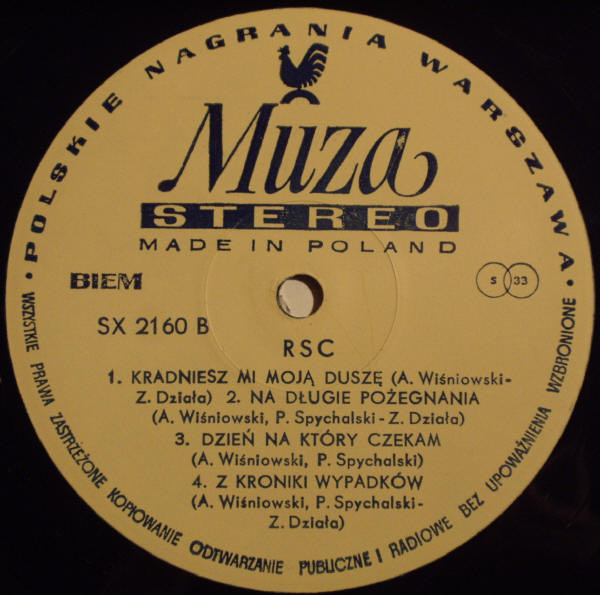 • POLSKIE NAGRANIA WARSZAWA •
Muza
STEREO
MADE IN POLAND
BIEM
S 33
SX 2160 B
RSC
1. KRADNIESZ MI MOJĄ DUSZĘ (A. Wiśniowski-
Z. Działa) 2. NA DŁUGIE POŻEGNANIA
(A. Wiśniowski, P. Spychalski - Z. Działa)
3. DZIEŃ NA KTÓRY CZEKAM
(A. Wiśniowski, P. Spychalski)
4. Z KRONIKI WYPADKÓW
(A. Wiśniowski, P. Spychalski-
Z. Działa)
WSZYSTKIE PRAWA ZASTRZEŻONE KOPIOWANIE ODTWARZANIE PUBLICZNE I RADIOWE BEZ UPOWAŻNIENIA WZBRONIONE